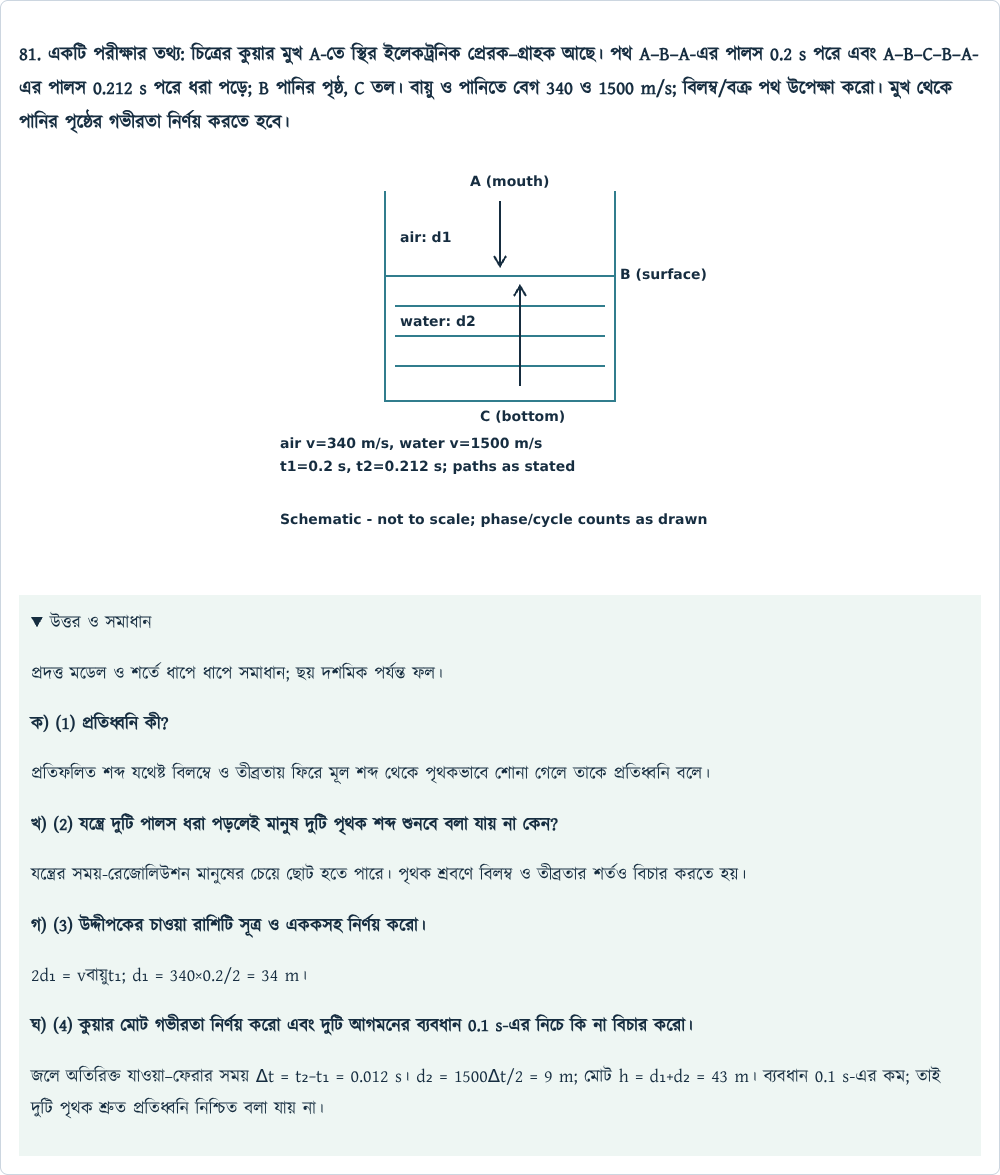 81. একটি পরীক্ষার তথ্য: চিত্রের কুয়ার মুখ A-তে স্থির ইলেকট্রনিক প্রেরক–গ্রাহক আছে। পথ A–B–A-এর পালস 0.2 s পরে এবং A–B–C–B–A-
এর পালস 0.212 s পরে ধরা পড়ে; B পানির পৃষ্ঠ, C তল। বায়ু ও পানিতে বেগ 340 ও 1500 m/s; বিলম্ব/বক্র পথ উপেক্ষা করো। মুখ থেকে
পানির পৃষ্ঠের গভীরতা নির্ণয় করতে হবে।
A (mouth)
air: d1
B (surface)
water: d2
C (bottom)
air v=340 m/s, water v=1500 m/s
t1=0.2 s, t2=0.212 s; paths as stated
Schematic - not to scale; phase/cycle counts as drawn
▼ উত্তর ও সমাধান
প্রদত্ত মডেল ও শর্তে ধাপে ধাপে সমাধান; ছয় দশমিক পর্যন্ত ফল।
ক) (1) প্রতিধ্বনি কী?
প্রতিফলিত শব্দ যথেষ্ট বিলম্বে ও তীব্রতায় ফিরে মূল শব্দ থেকে পৃথকভাবে শোনা গেলে তাকে প্রতিধ্বনি বলে।
খ) (2) যন্ত্রে দুটি পালস ধরা পড়লেই মানুষ দুটি পৃথক শব্দ শুনবে বলা যায় না কেন?
যন্ত্রের সময়-রেজোলিউশন মানুষের চেয়ে ছোট হতে পারে। পৃথক শ্রবণে বিলম্ব ও তীব্রতার শর্তও বিচার করতে হয়।
গ) (3) উদ্দীপকের চাওয়া রাশিটি সূত্র ও এককসহ নির্ণয় করো।
2d₁ = vবায়ুt₁; d₁ = 340×0.2/2 = 34 m।
ঘ) (4) কুয়ার মোট গভীরতা নির্ণয় করো এবং দুটি আগমনের ব্যবধান 0.1 s-এর নিচে কি না বিচার করো।
জলে অতিরিক্ত যাওয়া–ফেরার সময় Δt = t₂–t₁ = 0.012 s। d₂ = 1500Δt/2 = 9 m; মোট h = d₁+d₂ = 43 m। ব্যবধান 0.1 s-এর কম; তাই
দুটি পৃথক শ্রুত প্রতিধ্বনি নিশ্চিত বলা যায় না।